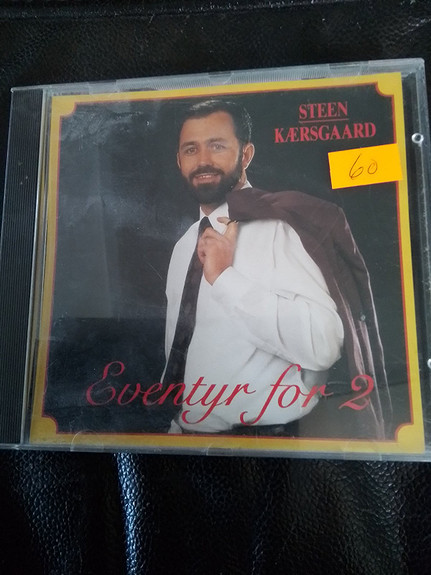 STEEN
KÆRSGAARD
60
Eventyr for 2